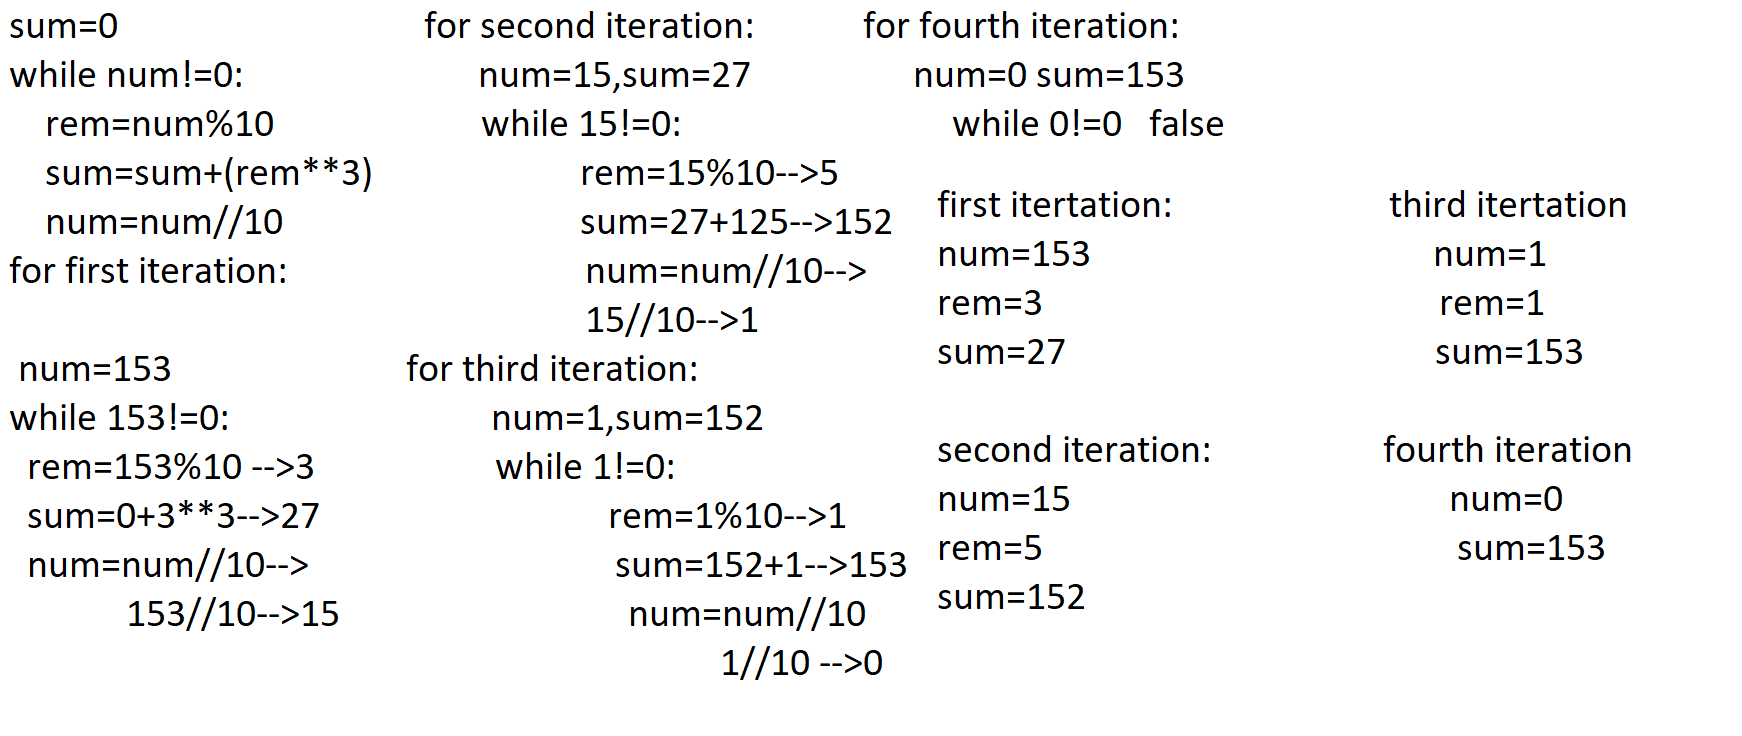 sum=0
while num!=0:
rem=num%10
sum=sum+(rem**3)
num=num//10
for first iteration:
num=153
while 153!=0:
rem=153%10 -->3
sum=0+3**3-->27
num=num//10-->
153//10-->15
for second iteration:
num=15,sum=27
while 15!=0:
rem=15%10-->5
sum=27+125-->152
num=num//10-->
15//10-->1
for third iteration:
num=1,sum=152
while 1!=0:
rem=1%10-->1
sum=152+1-->153
num=num//10
1//10 -->0
for fourth iteration:
num=0 sum=153
while 0!=0 false
first itertation:
num=153
rem=3
sum=27
second iteration:
num=15
rem=5
sum=152
third itertation
num=1
rem=1
sum=153
fourth iteration
num=0
sum=153